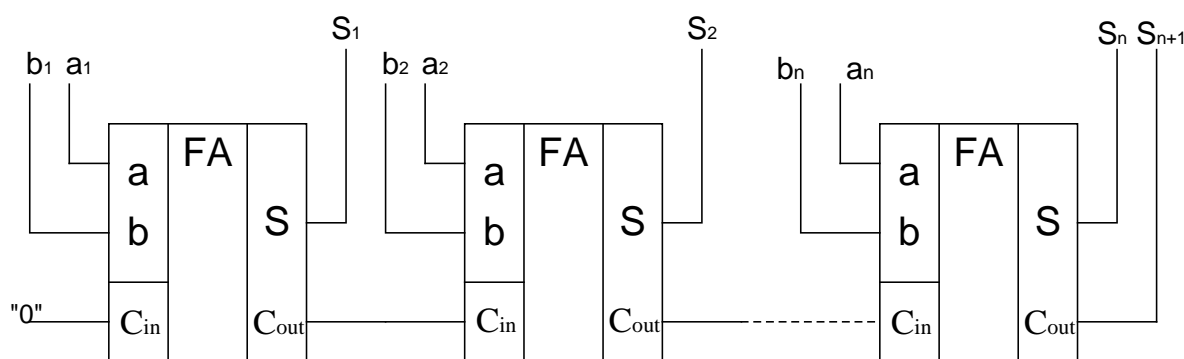 S1 S2 Sn Sn+1
b1 a1 b2 a2 bn an
FA FA FA
a a a
b S b S b S
"0" Cin Cout Cin Cout Cin Cout